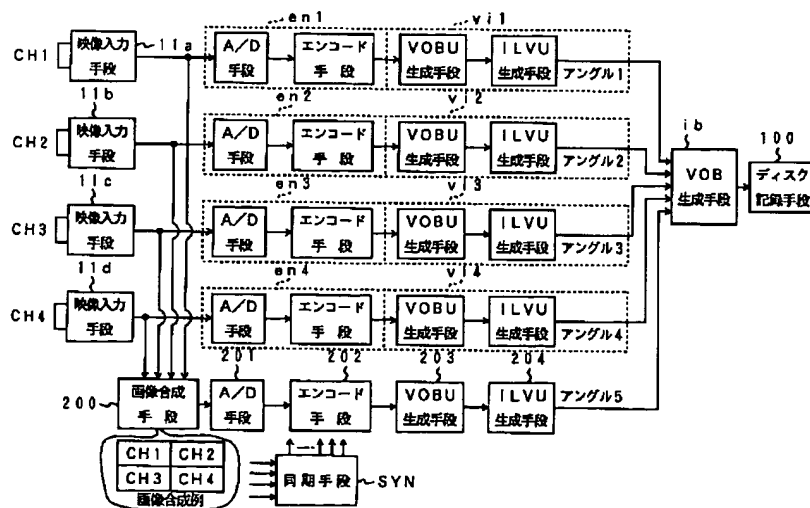 en1
vi1
CH1
映像入力
手段
11a
A/D
手段
エンコード
手 段
VOBU
生成手段
ILVU
生成手段
アングル1
11b
en2
vi2
CH2
映像入力
手段
A/D
手段
エンコード
手 段
VOBU
生成手段
ILVU
生成手段
アングル2
ib
VOB
生成手段
100
ディスク
記録手段
11c
en3
vi3
CH3
映像入力
手段
A/D
手段
エンコード
手 段
VOBU
生成手段
ILVU
生成手段
アングル3
11d
en4
vi4
CH4
映像入力
手段
A/D
手段
エンコード
手 段
VOBU
生成手段
ILVU
生成手段
アングル4
201
202
203
204
200
画像合成
手 段
A/D
手段
エンコード
手 段
VOBU
生成手段
ILVU
生成手段
アングル5
CH1 CH2
CH3 CH4
画像合成例
同期手段
SYN